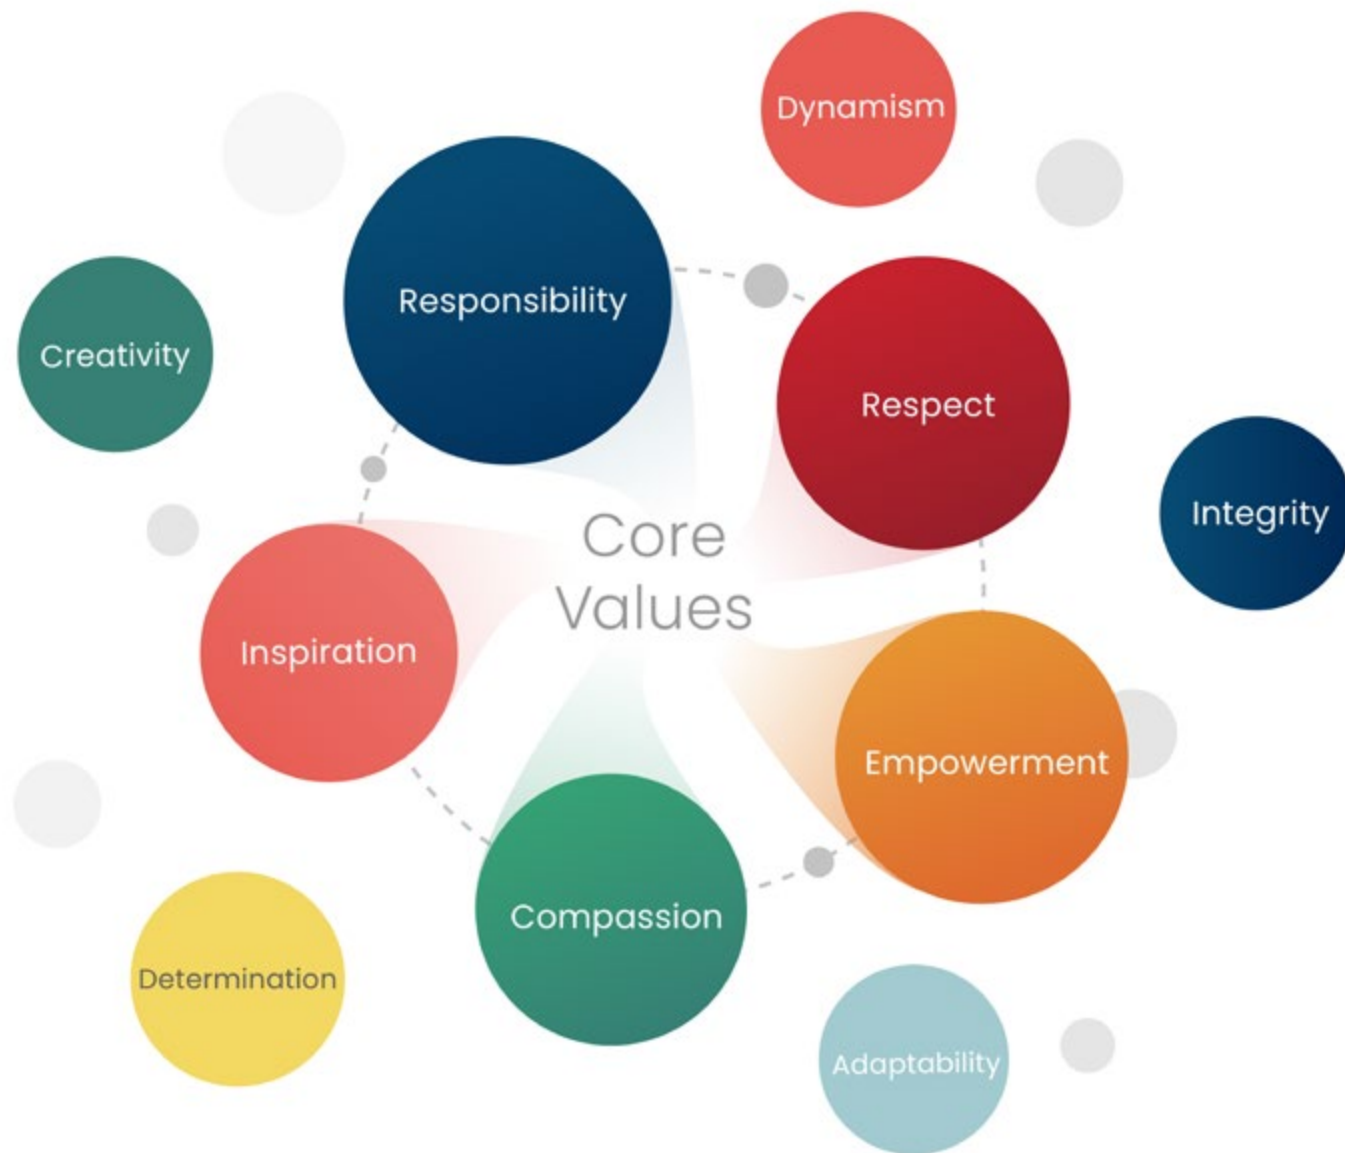 Dynamism
Responsibility
Creativity
Respect
Integrity
Core
Values
Inspiration
Empowerment
Compassion
Determination
Adaptability